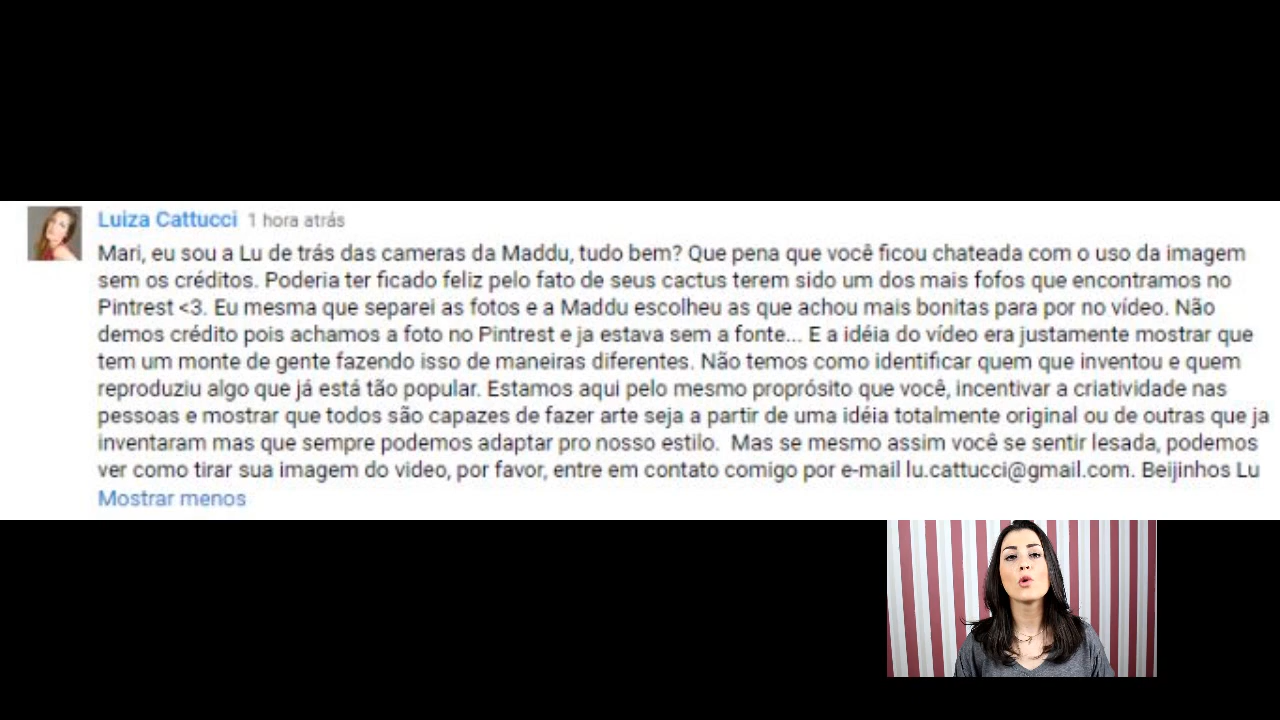 Luiza Cattucci 1 hora atrás
Mari, eu sou a Lu de trás das cameras da Maddu, tudo bem? Que pena que você ficou chateada com o uso da imagem
sem os créditos. Poderia ter ficado feliz pelo fato de seus cactus terem sido um dos mais fofos que encontramos no
Pintrest <3. Eu mesma que separei as fotos e a Maddu escolheu as que achou mais bonitas para por no vídeo. Não
demos crédito pois achamos a foto no Pintrest e ja estava sem a fonte... E a idéia do vídeo era justamente mostrar que
tem um monte de gente fazendo isso de maneiras diferentes. Não temos como identificar quem que inventou e quem
reproduziu algo que já está tão popular. Estamos aqui pelo mesmo proprósito que você, incentivar a criatividade nas
pessoas e mostrar que todos são capazes de fazer arte seja a partir de uma idéia totalmente original ou de outras que ja
inventaram mas que sempre podemos adaptar pro nosso estilo. Mas se mesmo assim você se sentir lesada, podemos
ver como tirar sua imagem do video, por favor, entre em contato comigo por e-mail lu.cattucci@gmail.com. Beijinhos Lu
Mostrar menos